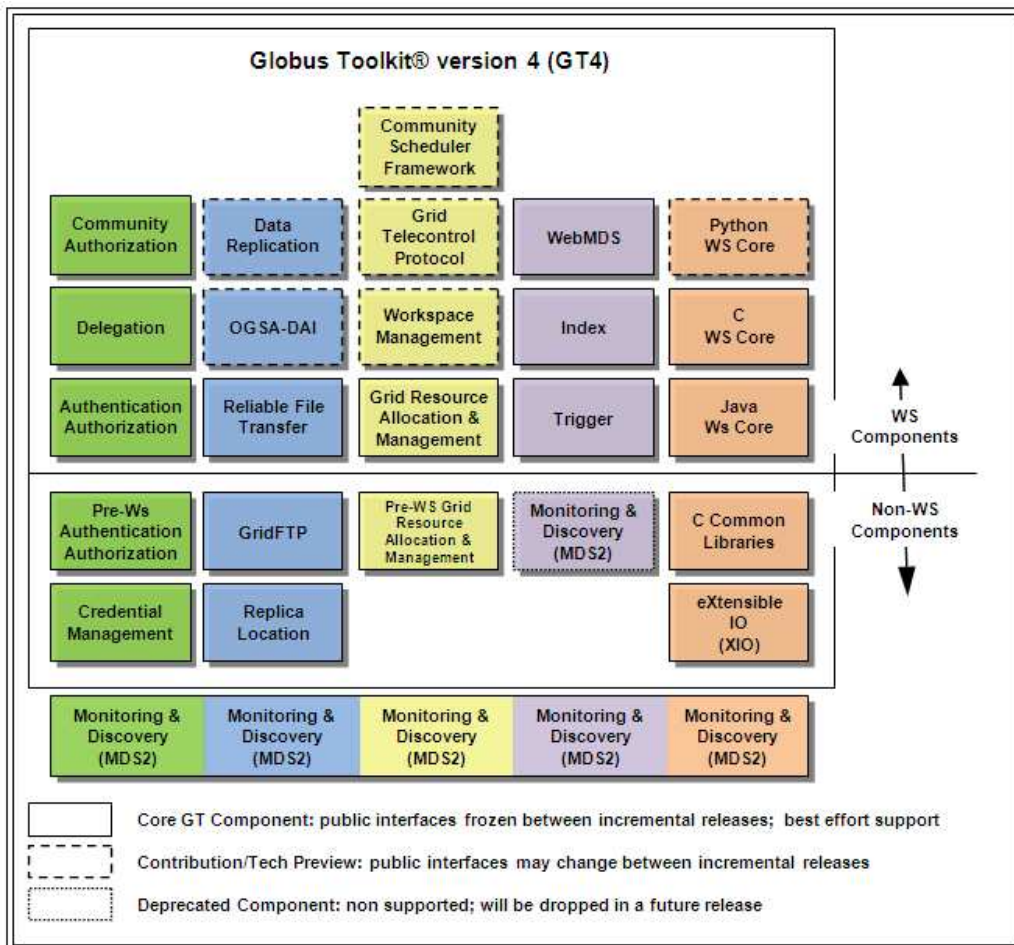 Globus Toolkit® version 4 (GT4)
Community
Scheduler
Framework
Community
Authorization
Data
Replication
Grid
Telecontrol
Protocol
WebMDS
Python
WS Core
Delegation
OGSA-DAI
Workspace
Management
Index
C
WS Core
Authentication
Authorization
Reliable File
Transfer
Grid Resource
Allocation &
Management
Trigger
Java
Ws Core
WS
Components
Pre-Ws
Authentication
Authorization
GridFTP
Pre-WS Grid
Resource
Allocation &
Management
Monitoring &
Discovery
(MDS2)
C Common
Libraries
Non-WS
Components
Credential
Management
Replica
Location
eXtensible
IO
(XIO)
Monitoring &
Discovery
(MDS2)
Monitoring &
Discovery
(MDS2)
Monitoring &
Discovery
(MDS2)
Monitoring &
Discovery
(MDS2)
Monitoring &
Discovery
(MDS2)
Core GT Component: public interfaces frozen between incremental releases; best effort support
Contribution/Tech Preview: public interfaces may change between incremental releases
Deprecated Component: non supported; will be dropped in a future release